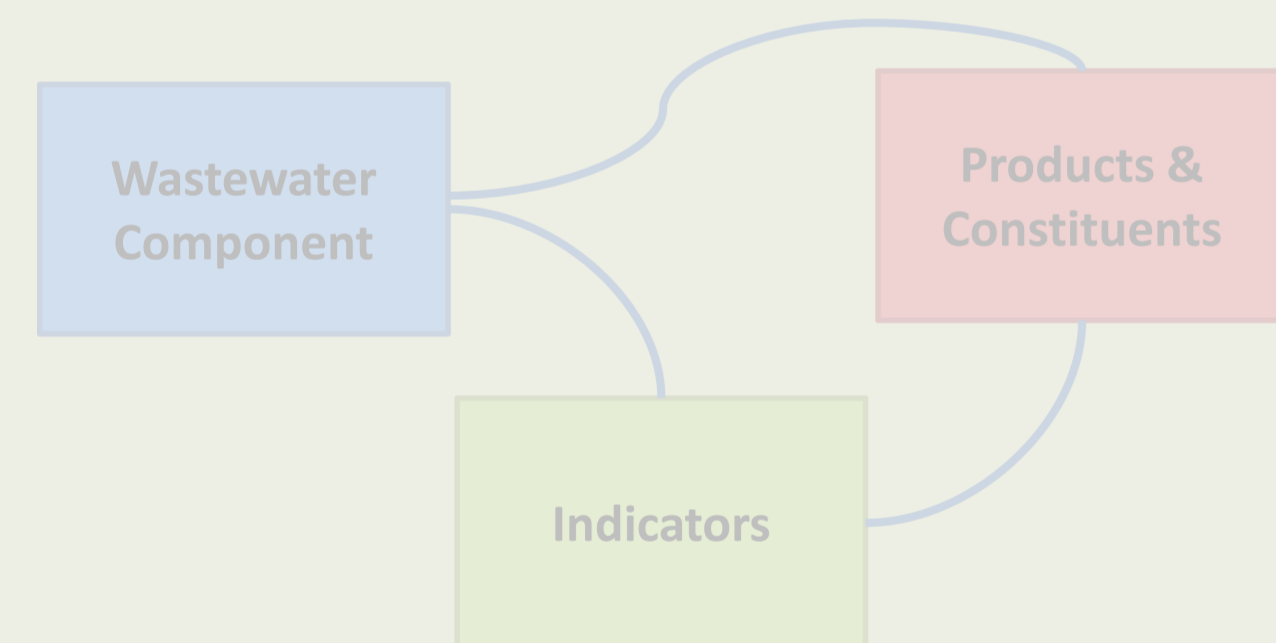 Wastewater
Component
Products &
Constituents
Indicators